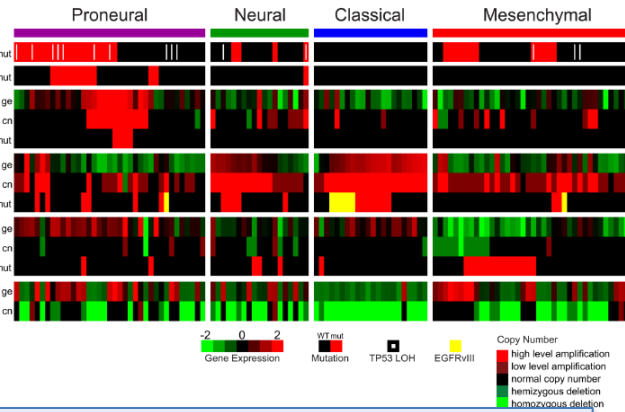 Proneural Neural Classical Mesenchymal
mut
mut
ge
cn
mut
ge
cn
mut
ge
cn
mut
ge
cn
-2 0 2
Gene Expression
WT mut
Mutation
TP53 LOH
EGFRvIII
Copy Number
high level amplification
low level amplification
normal copy number
hemizygous deletion
homozygous deletion